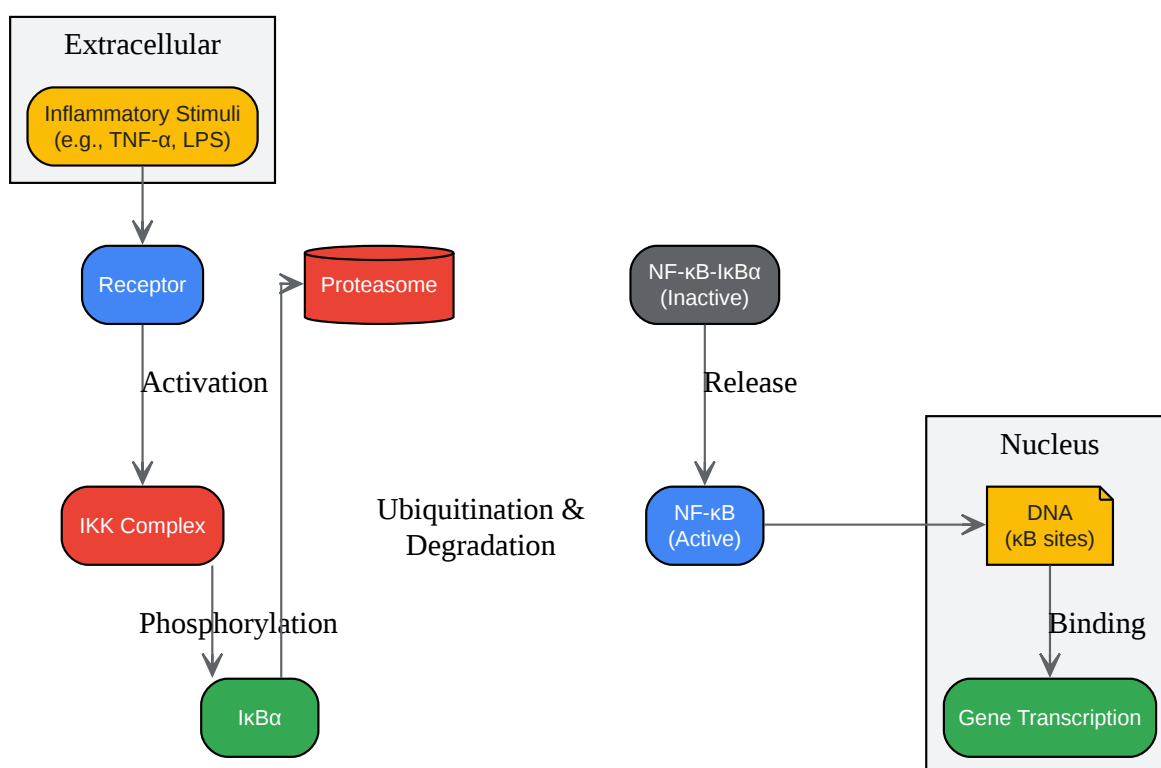 Extracellular
Inflammatory Stimuli
(e.g., TNF-α, LPS)
Receptor
Proteasome
NF-κB-IκBα
(Inactive)
Activation
Release
Nucleus
IKK Complex
Ubiquitination &
Degradation
NF-κB
(Active)
DNA
(κB sites)
Phosphorylation
Binding
IκBα
Gene Transcription